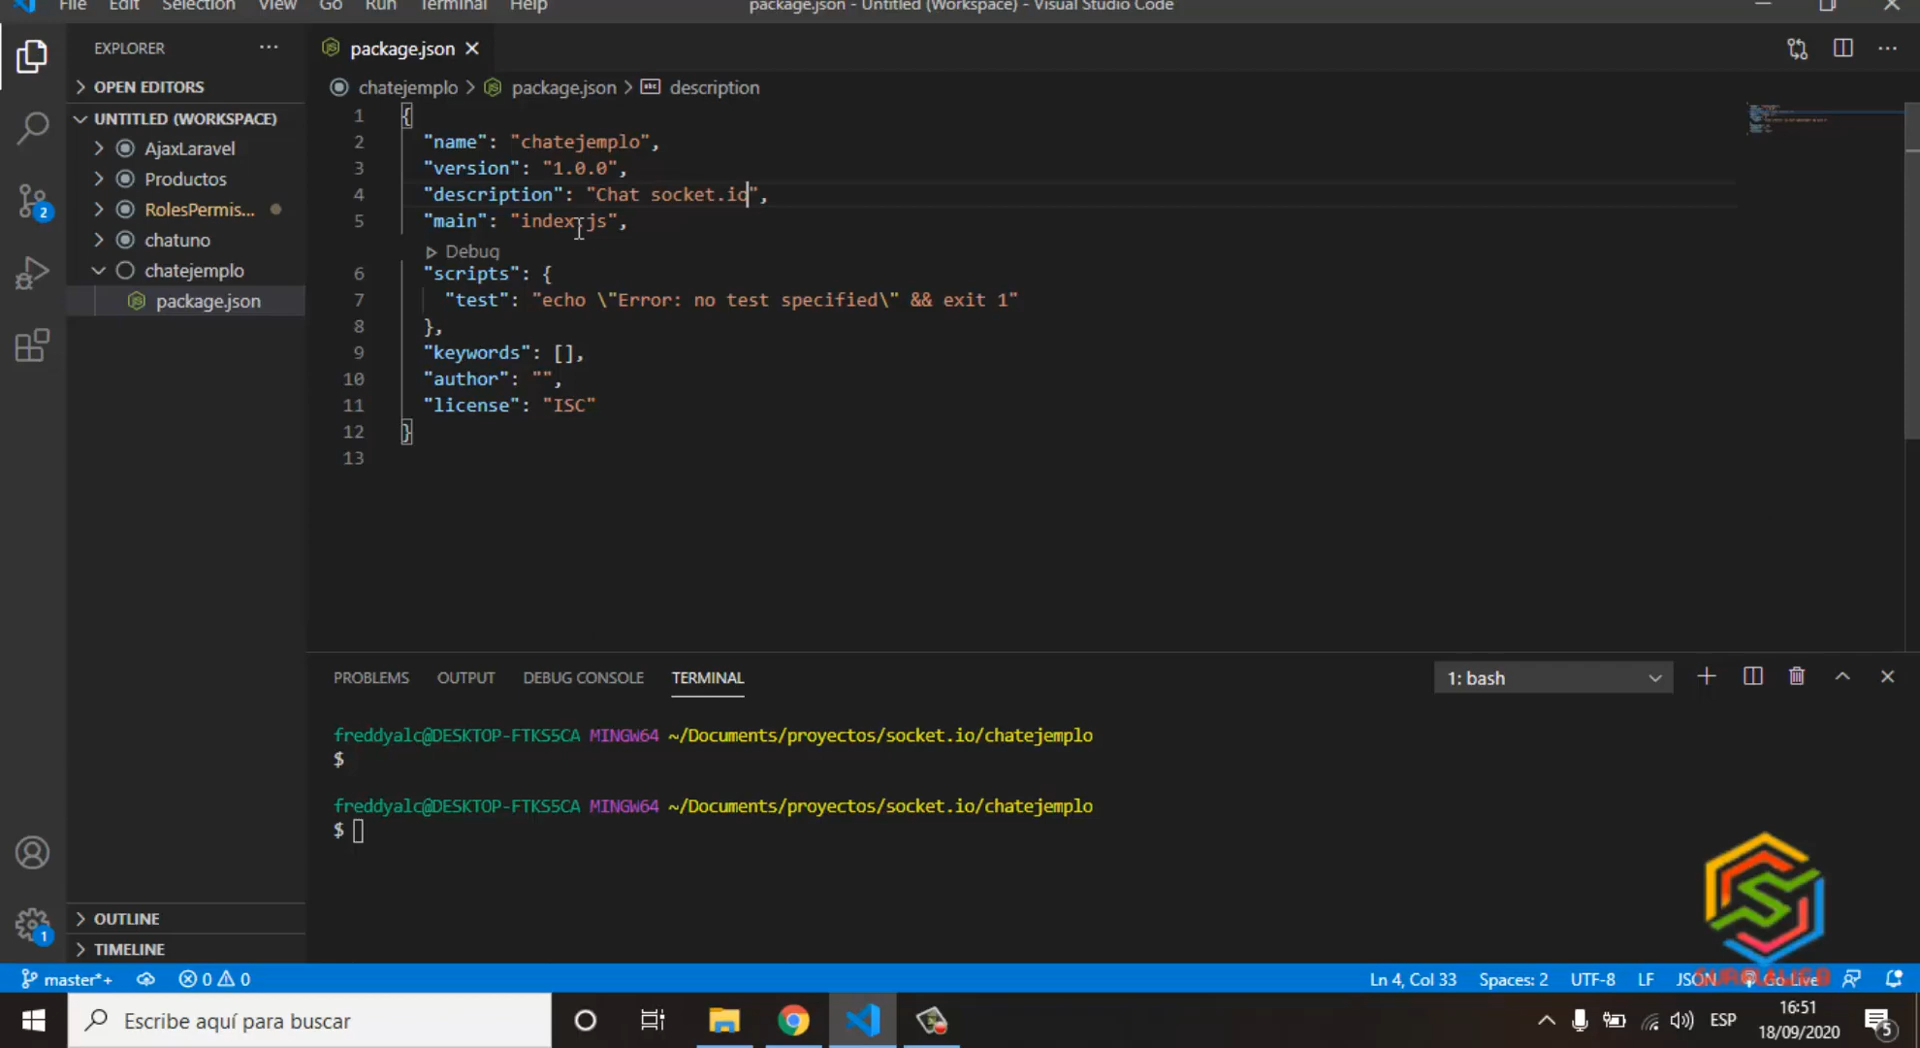 File Edit Selection View Go Run Terminal Help
package.json - Untitled (Workspace) - Visual Studio Code
EXPLORER
package.json
OPEN EDITORS
chatejemplo > package.json > description
UNTITLED (WORKSPACE)
AjaxLaravel
Productos
RolesPermis...
chatuno
chatejemplo
package.json
1 {
2 "name": "chatejemplo",
3 "version": "1.0.0",
4 "description": "Chat socket.io",
5 "main": "index.js",
Debug
6 "scripts": {
7 "test": "echo \"Error: no test specified\" && exit 1"
8 },
9 "keywords": [],
10 "author": "",
11 "license": "ISC"
12 }
13
2
PROBLEMS OUTPUT DEBUG CONSOLE TERMINAL
1: bash
freddyalc@DESKTOP-FTKS5CA MINGW64 ~/Documents/proyectos/socket.io/chatejemplo
$
freddyalc@DESKTOP-FTKS5CA MINGW64 ~/Documents/proyectos/socket.io/chatejemplo
$
OUTLINE
TIMELINE
1
master*+ 0 0
Ln 4, Col 33 Spaces: 2 UTF-8 LF JSON Go Live
Escribe aquí para buscar
ESP
16:51
18/09/2020
5